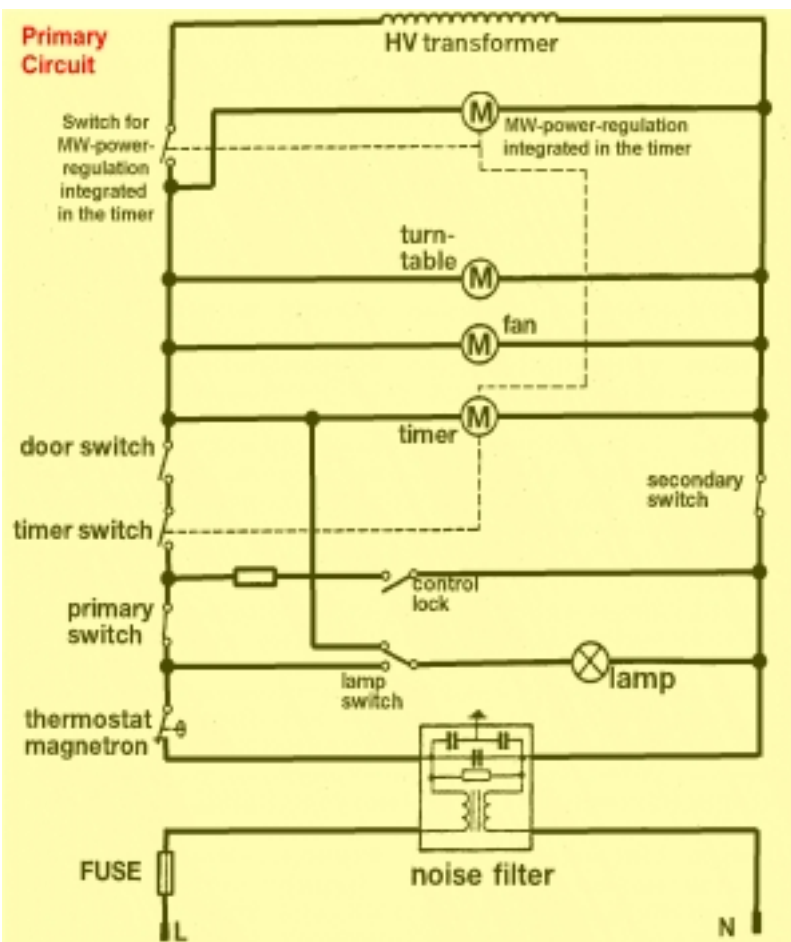 Primary
Circuit
HV transformer
Switch for
MW-power-
regulation
integrated
in the timer
M
MW-power-regulation
integrated in the timer
turn-
table
M
fan
M
timer
M
door switch
secondary
switch
timer switch
control
lock
primary
switch
lamp
switch
lamp
thermostat
magnetron
FUSE
noise filter
L
N